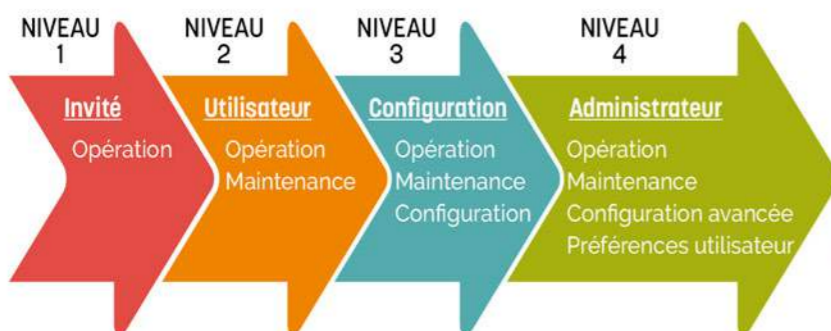 NIVEAU
1
NIVEAU
2
NIVEAU
3
NIVEAU
4
Invité
Opération
Utilisateur
Opération
Maintenance
Configuration
Opération
Maintenance
Configuration
Administrateur
Opération
Maintenance
Configuration avancée
Préférences utilisateur